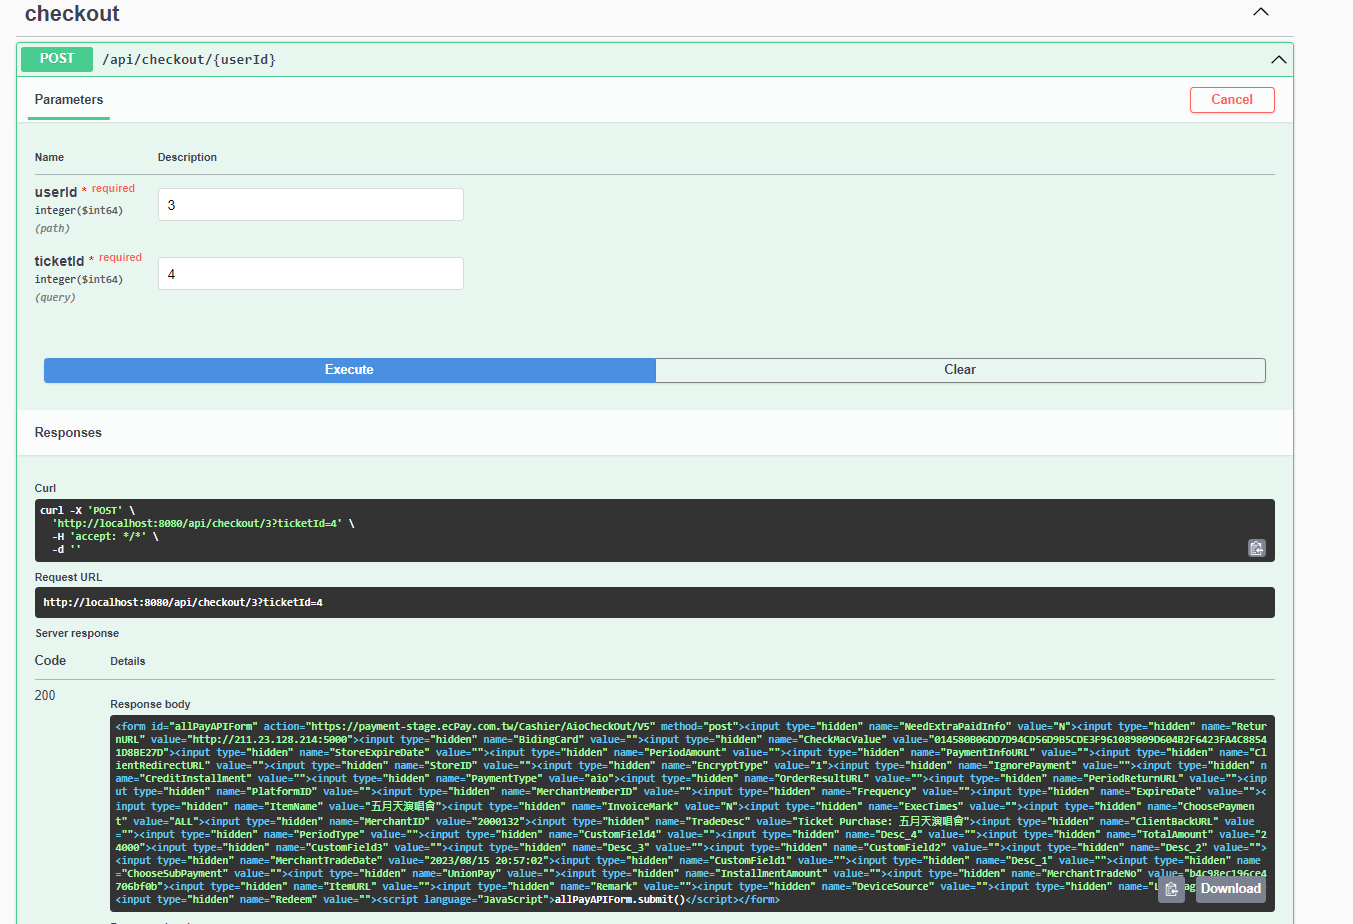 checkout
POST /api/checkout/{userId}
Parameters
Cancel
Name Description
userId * required
integer($int64)
(path)
3
ticketId * required
integer($int64)
(query)
4
Execute Clear
Responses
Curl
curl -X 'POST' \
'http://localhost:8080/api/checkout/3?ticketId=4' \
-H 'accept: */*' \
-d ''
Request URL
http://localhost:8080/api/checkout/3?ticketId=4
Server response
Code Details
200
Response body
<form id="allPayAPIForm" action="https://payment-stage.ecPay.com.tw/Cashier/AioCheckOut/V5" method="post"><input type="hidden" name="NeedExtraPaidInfo" value="N"><input type="hidden" name="Retur
nURL" value="http://211.23.128.214:5000"><input type="hidden" name="BidingCard" value=""><input type="hidden" name="CheckMacValue" value="014580B06DD7D94CD56D9B5CDE3F961089809D604B2F6423FA4C8854
1D8BE27D"><input type="hidden" name="StoreExpireDate" value=""><input type="hidden" name="PeriodAmount" value=""><input type="hidden" name="PaymentInfoURL" value=""><input type="hidden" name="Cl
ientRedirectURL" value=""><input type="hidden" name="StoreID" value=""><input type="hidden" name="EncryptType" value="1"><input type="hidden" name="IgnorePayment" value=""><input type="hidden" n
ame="CreditInstallment" value=""><input type="hidden" name="PaymentType" value="aio"><input type="hidden" name="OrderResultURL" value=""><input type="hidden" name="PeriodReturnURL" value=""><inp
ut type="hidden" name="PlatformID" value=""><input type="hidden" name="MerchantMemberID" value=""><input type="hidden" name="Frequency" value=""><input type="hidden" name="ExpireDate" value=""><
input type="hidden" name="ItemName" value="五月天演唱會"><input type="hidden" name="InvoiceMark" value="N"><input type="hidden" name="ExecTimes" value=""><input type="hidden" name="ChoosePaymen
t" value="ALL"><input type="hidden" name="MerchantID" value="2000132"><input type="hidden" name="TradeDesc" value="Ticket Purchase: 五月天演唱會"><input type="hidden" name="ClientBackURL" value
=""><input type="hidden" name="PeriodType" value=""><input type="hidden" name="CustomField4" value=""><input type="hidden" name="Desc_4" value=""><input type="hidden" name="TotalAmount" value="2
4000"><input type="hidden" name="CustomField3" value=""><input type="hidden" name="Desc_3" value=""><input type="hidden" name="CustomField2" value=""><input type="hidden" name="Desc_2" value="">
<input type="hidden" name="MerchantTradeDate" value="2023/08/15 20:57:02"><input type="hidden" name="CustomField1" value=""><input type="hidden" name="Desc_1" value=""><input type="hidden" name
="ChooseSubPayment" value=""><input type="hidden" name="UnionPay" value=""><input type="hidden" name="InstallmentAmount" value=""><input type="hidden" name="MerchantTradeNo" value="b4c98ec196ce4
706bf0b"><input type="hidden" name="ItemURL" value=""><input type="hidden" name="Remark" value=""><input type="hidden" name="DeviceSource" value=""><input type="hidden"
Download
<input type="hidden" name="Redeem" value=""><script language="JavaScript">allPayAPIForm.submit()</script></form>